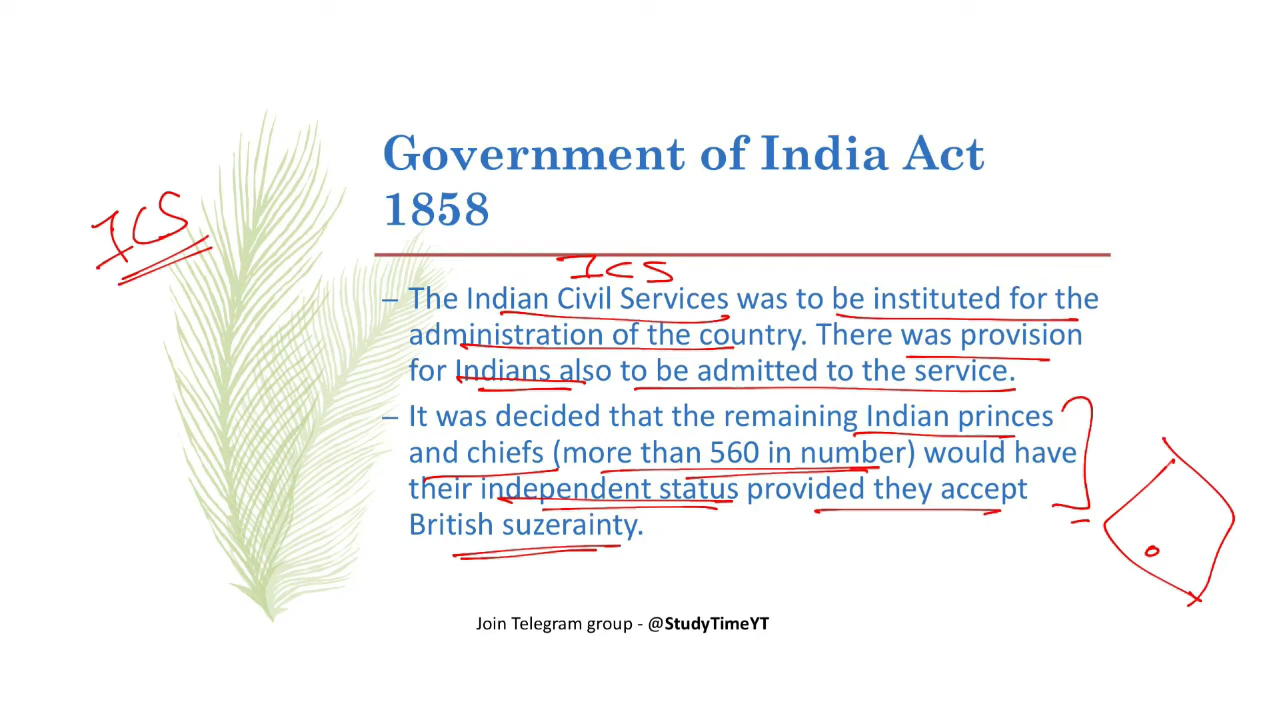 Government of India Act
1858
ICS
ICS
– The Indian Civil Services was to be instituted for the
administration of the country. There was provision
for Indians also to be admitted to the service.
– It was decided that the remaining Indian princes
and chiefs (more than 560 in number) would have
their independent status provided they accept
British suzerainty.
Join Telegram group - @StudyTimeYT